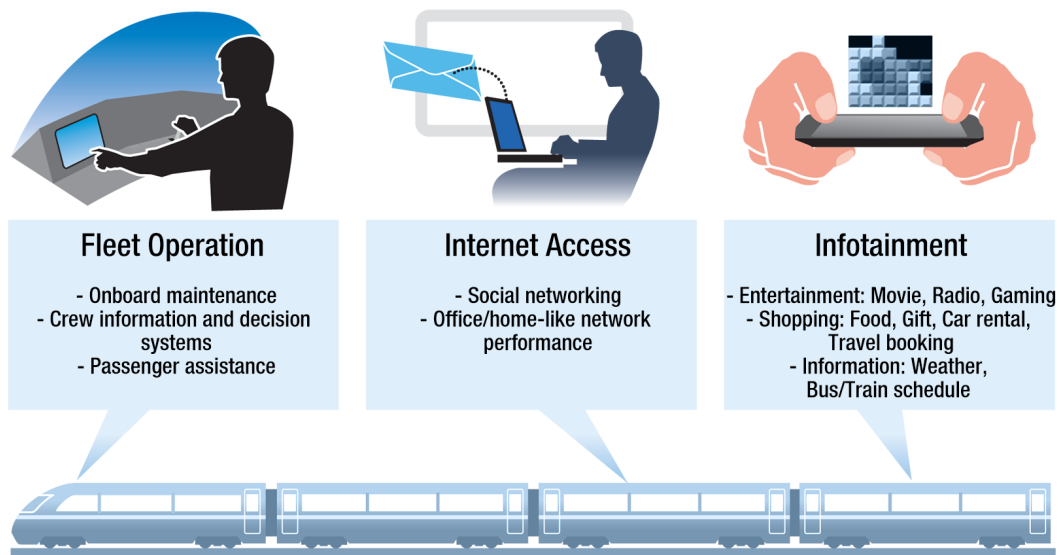 Fleet Operation
- Onboard maintenance
- Crew information and decision
systems
- Passenger assistance
Internet Access
- Social networking
- Office/home-like network
performance
Infotainment
- Entertainment: Movie, Radio, Gaming
- Shopping: Food, Gift, Car rental,
Travel booking
- Information: Weather,
Bus/Train schedule